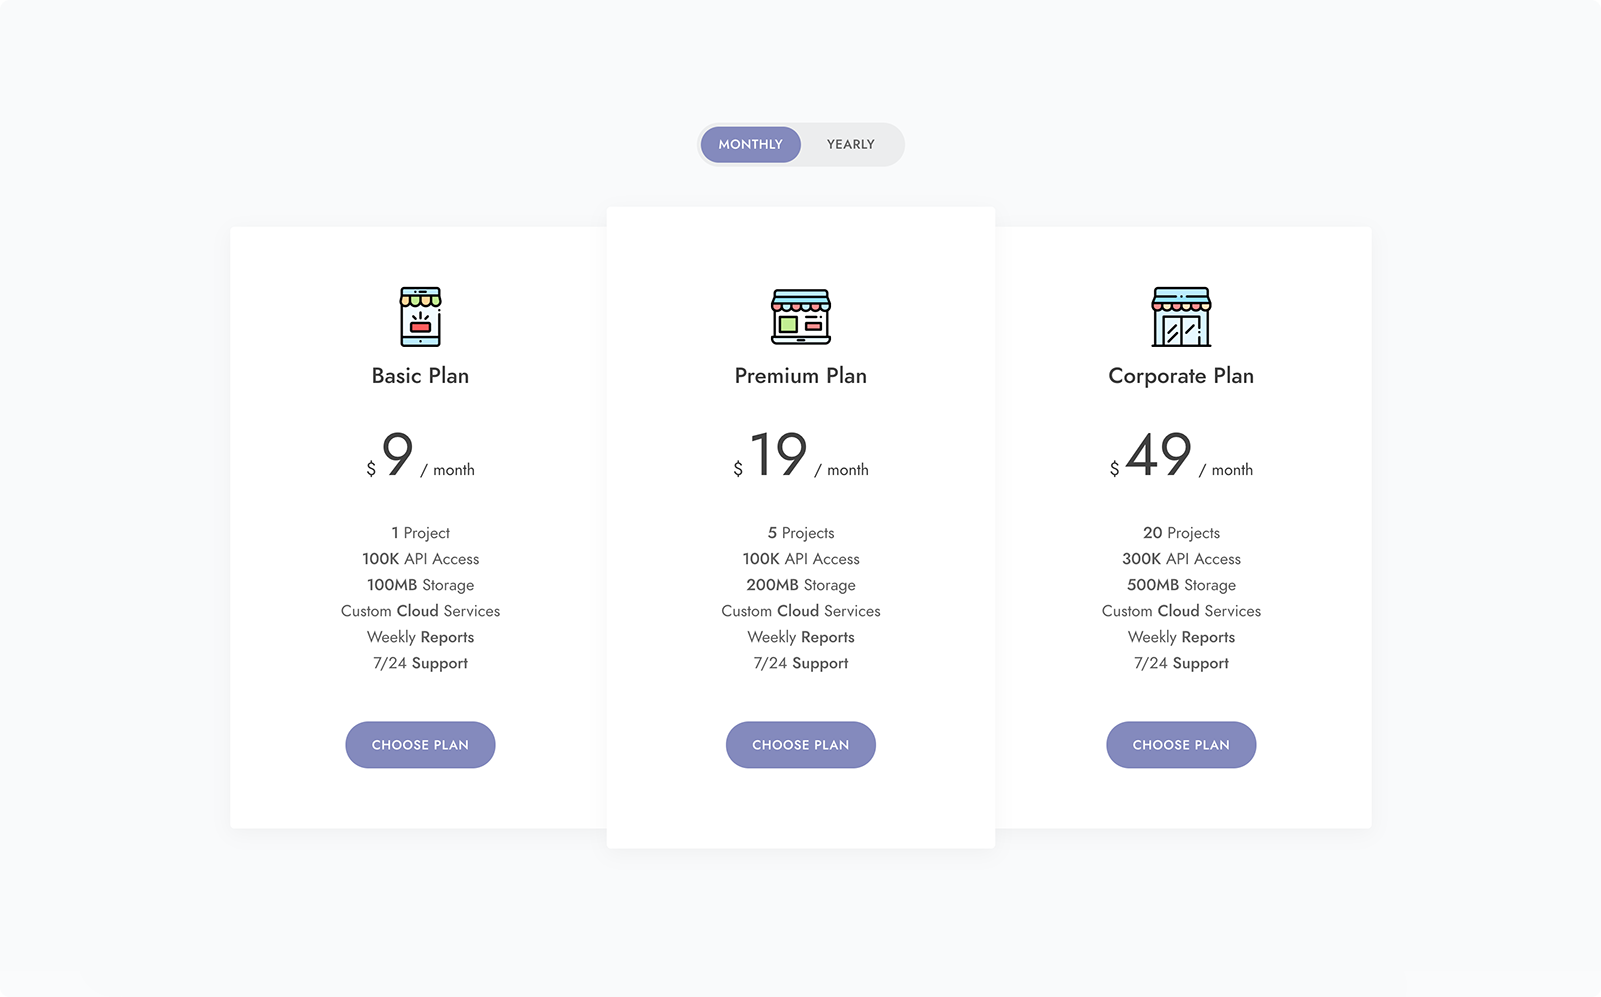 MONTHLY YEARLY
Basic Plan
$ 9 / month
1 Project
100K API Access
100MB Storage
Custom Cloud Services
Weekly Reports
7/24 Support
CHOOSE PLAN
Premium Plan
$ 19 / month
5 Projects
100K API Access
200MB Storage
Custom Cloud Services
Weekly Reports
7/24 Support
CHOOSE PLAN
Corporate Plan
$ 49 / month
20 Projects
300K API Access
500MB Storage
Custom Cloud Services
Weekly Reports
7/24 Support
CHOOSE PLAN